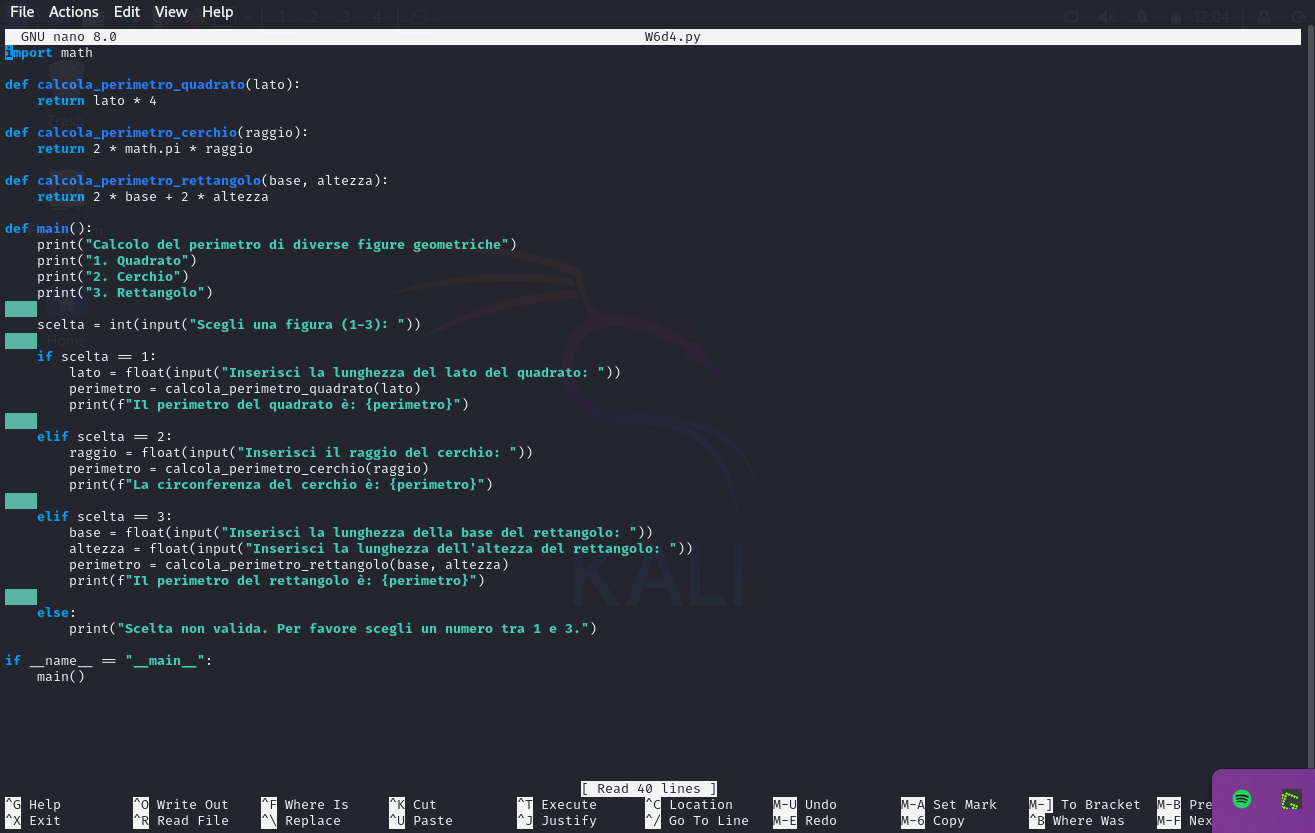 File Actions Edit View Help
1 2 3 4 12:04
GNU nano 8.0 W6d4.py
import math
def calcola_perimetro_quadrato(lato):
    return lato * 4
Trash
def calcola_perimetro_cerchio(raggio):
    return 2 * math.pi * raggio
def calcola_perimetro_rettangolo(base, altezza):
    return 2 * base + 2 * altezza
def main():
    print("Calcolo del perimetro di diverse figure geometriche")
    print("1. Quadrato")
    print("2. Cerchio")
    print("3. Rettangolo")
    scelta = int(input("Scegli una figura (1-3): "))
Home
    if scelta == 1:
        lato = float(input("Inserisci la lunghezza del lato del quadrato: "))
        perimetro = calcola_perimetro_quadrato(lato)
        print(f"Il perimetro del quadrato è: {perimetro}")
    elif scelta == 2:
        raggio = float(input("Inserisci il raggio del cerchio: "))
        perimetro = calcola_perimetro_cerchio(raggio)
        print(f"La circonferenza del cerchio è: {perimetro}")
    elif scelta == 3:
        base = float(input("Inserisci la lunghezza della base del rettangolo: "))
        altezza = float(input("Inserisci la lunghezza dell'altezza del rettangolo: "))
        perimetro = calcola_perimetro_rettangolo(base, altezza)
        print(f"Il perimetro del rettangolo è: {perimetro}")
KALI
    else:
        print("Scelta non valida. Per favore scegli un numero tra 1 e 3.")
if __name__ == "__main__":
    main()
[ Read 40 lines ]
^G Help ^O Write Out ^F Where Is ^K Cut ^T Execute ^C Location M-U Undo M-A Set Mark M-] To Bracket M-B Pre
^X Exit ^R Read File ^\ Replace ^U Paste ^J Justify ^/ Go To Line M-E Redo M-6 Copy ^B Where Was M-F Nex